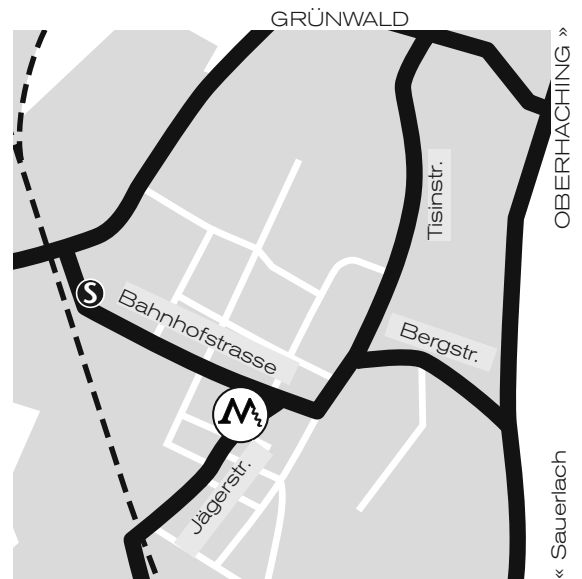 GRÜNWALD
OBERHACHING »
Tisinstr.
S
Bahnhofstrasse
Bergstr.
M
Jägerstr.
« Sauerlach